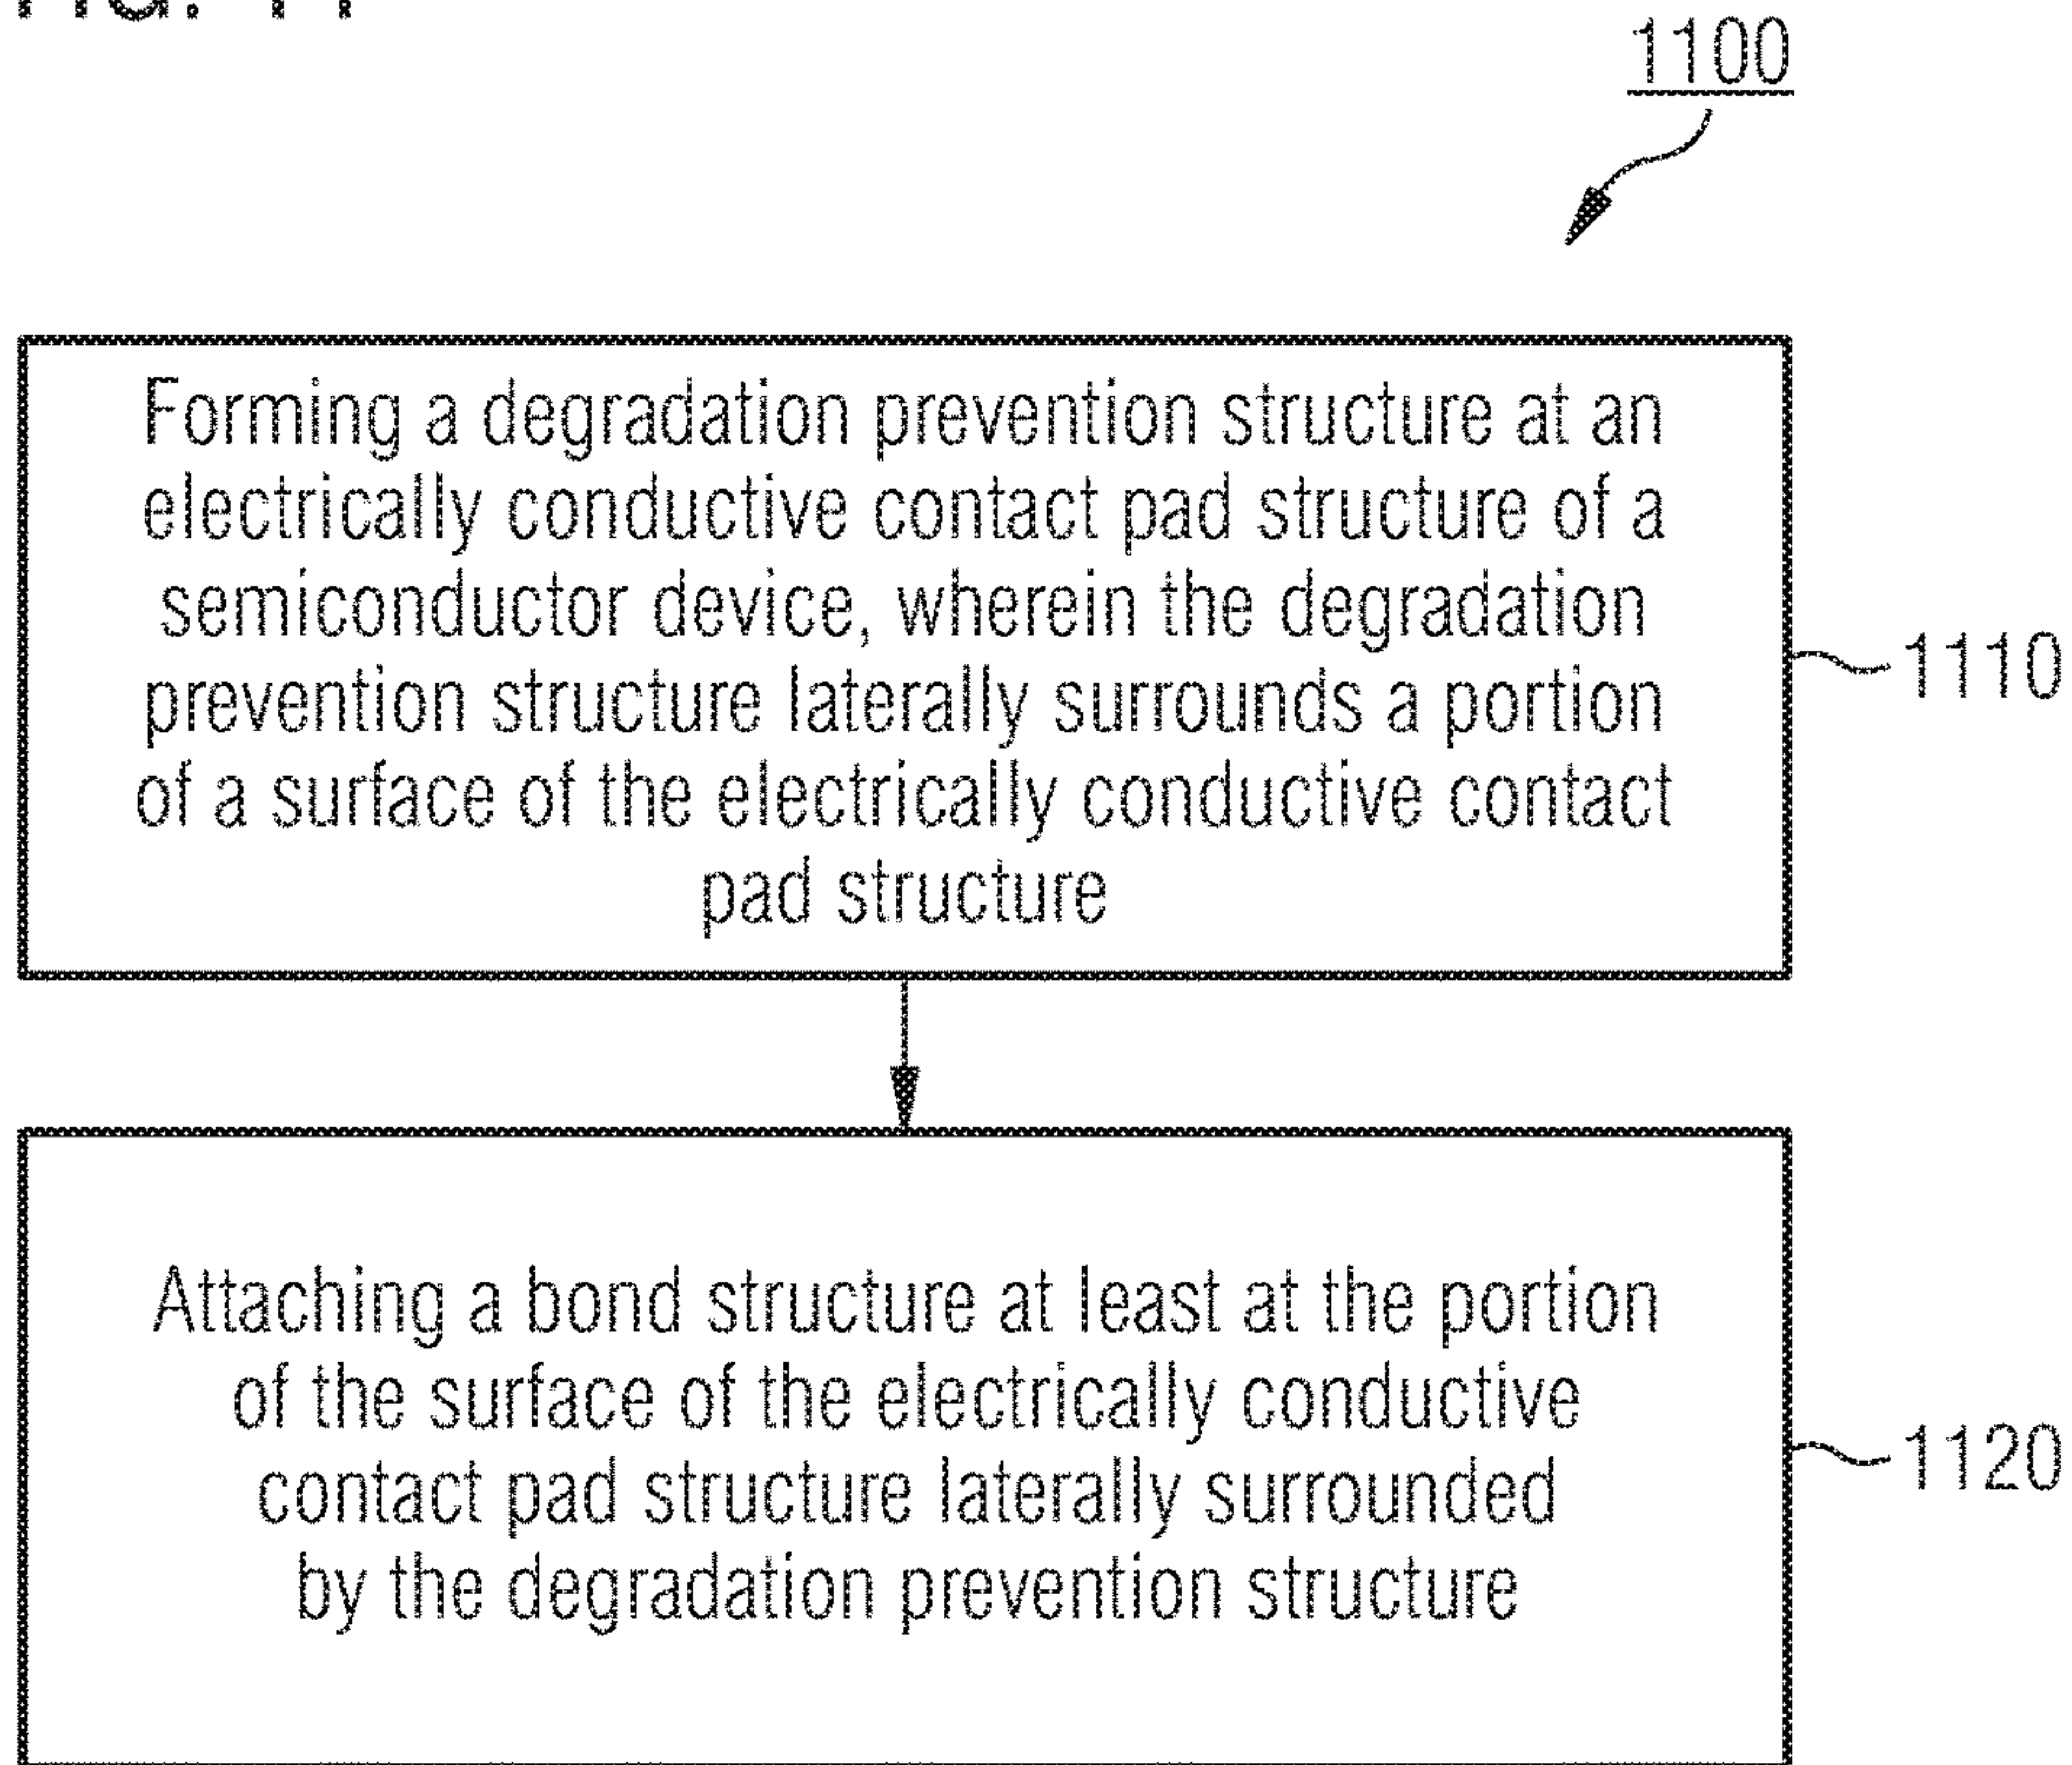 FIG. 11
1100
Forming a degradation prevention structure at an
electrically conductive contact pad structure of a
semiconductor device, wherein the degradation
prevention structure laterally surrounds a portion
of a surface of the electrically conductive contact
pad structure
1110
Attaching a bond structure at least at the portion
of the surface of the electrically conductive
contact pad structure laterally surrounded
by the degradation prevention structure
1120